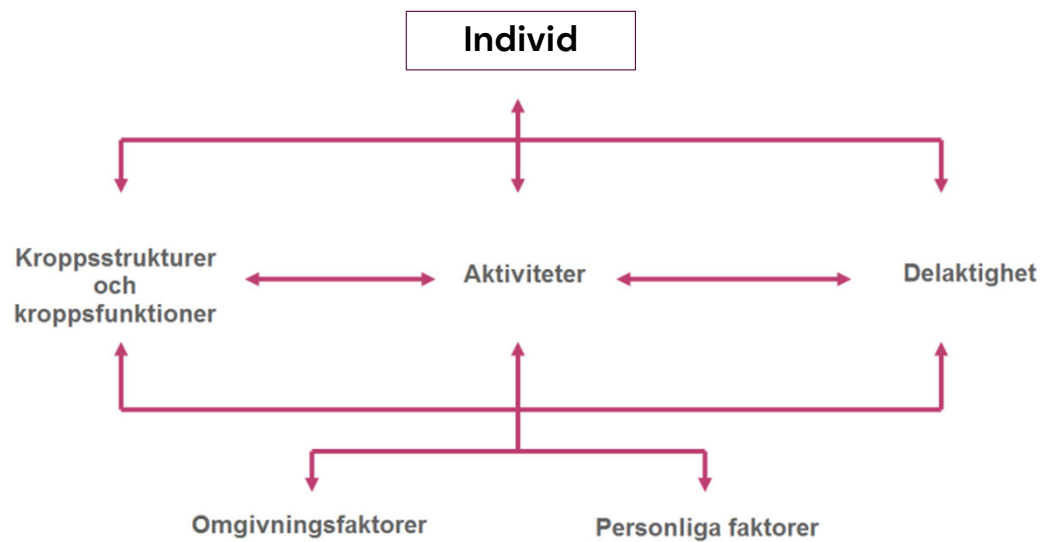 Individ
Kroppsstrukturer
och
kroppsfunktioner
Aktiviteter
Delaktighet
Omgivningsfaktorer
Personliga faktorer